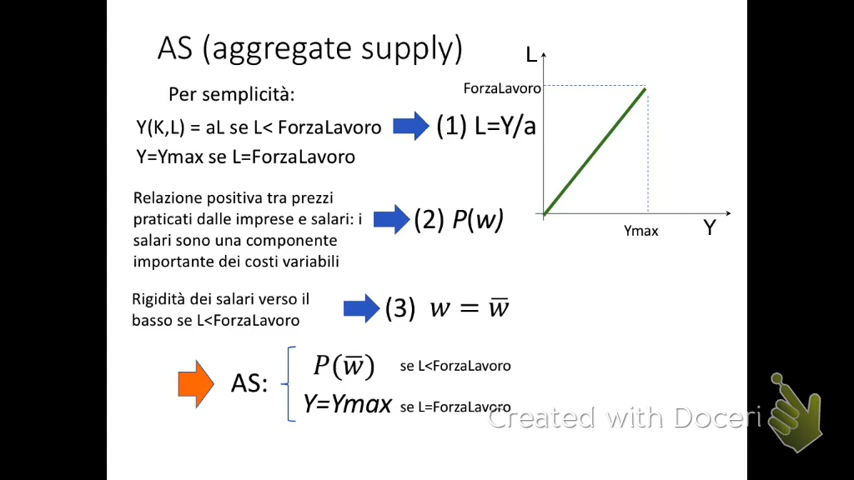 AS (aggregate supply)
Per semplicità:
Y(K,L) = aL se L< ForzaLavoro
(1) L=Y/a
Y=Ymax se L=ForzaLavoro
L
ForzaLavoro
Ymax
Y
Relazione positiva tra prezzi
praticati dalle imprese e salari: i
salari sono una componente
importante dei costi variabili
(2) P(w)
Rigidità dei salari verso il
basso se L<ForzaLavoro
(3) w = w̅
AS:
P(w̅) se L<ForzaLavoro
Y=Ymax se L=ForzaLavoro
Created with Doceri